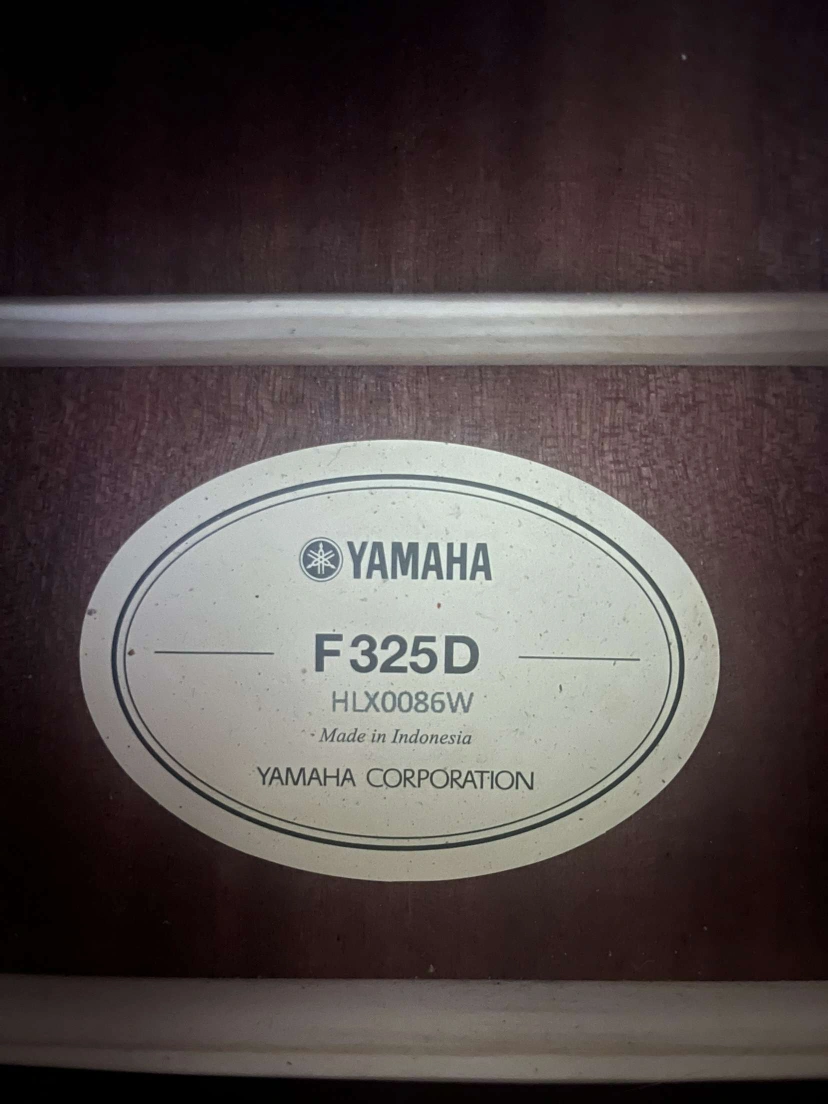 YAMAHA
F325D
HLX0086W
Made in Indonesia
YAMAHA CORPORATION